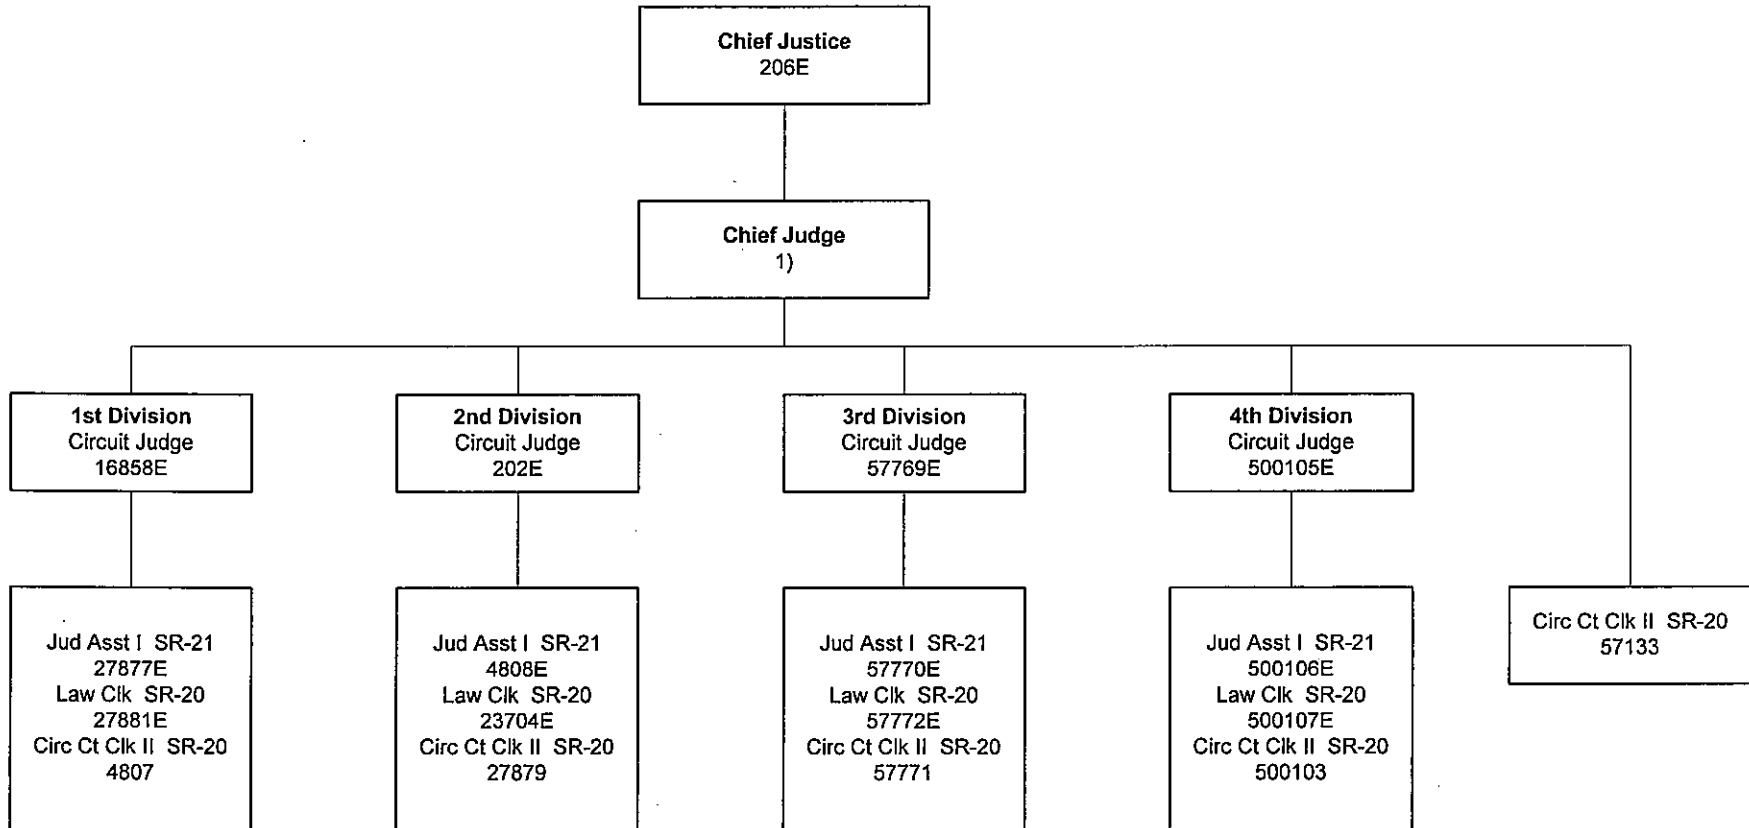 Chief Justice
206E
Chief Judge
1)
1st Division
Circuit Judge
16858E
2nd Division
Circuit Judge
202E
3rd Division
Circuit Judge
57769E
4th Division
Circuit Judge
500105E
Jud Asst I SR-21
27877E
Law Clk SR-20
27881E
Circ Ct Clk II SR-20
4807
Jud Asst I SR-21
4808E
Law Clk SR-20
23704E
Circ Ct Clk II SR-20
27879
Jud Asst I SR-21
57770E
Law Clk SR-20
57772E
Circ Ct Clk II SR-20
57771
Jud Asst I SR-21
500106E
Law Clk SR-20
500107E
Circ Ct Clk II SR-20
500103
Circ Ct Clk II SR-20
57133